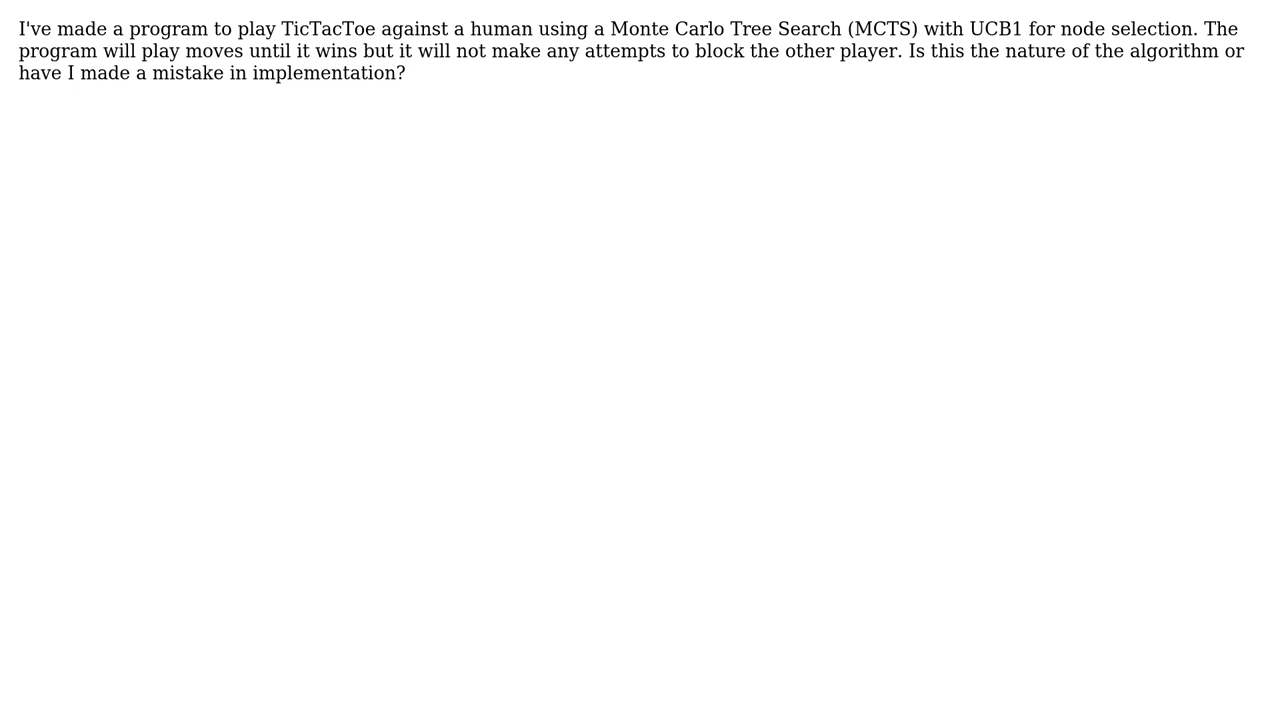 I've made a program to play TicTacToe against a human using a Monte Carlo Tree Search (MCTS) with UCB1 for node selection. The
program will play moves until it wins but it will not make any attempts to block the other player. Is this the nature of the algorithm or
have I made a mistake in implementation?